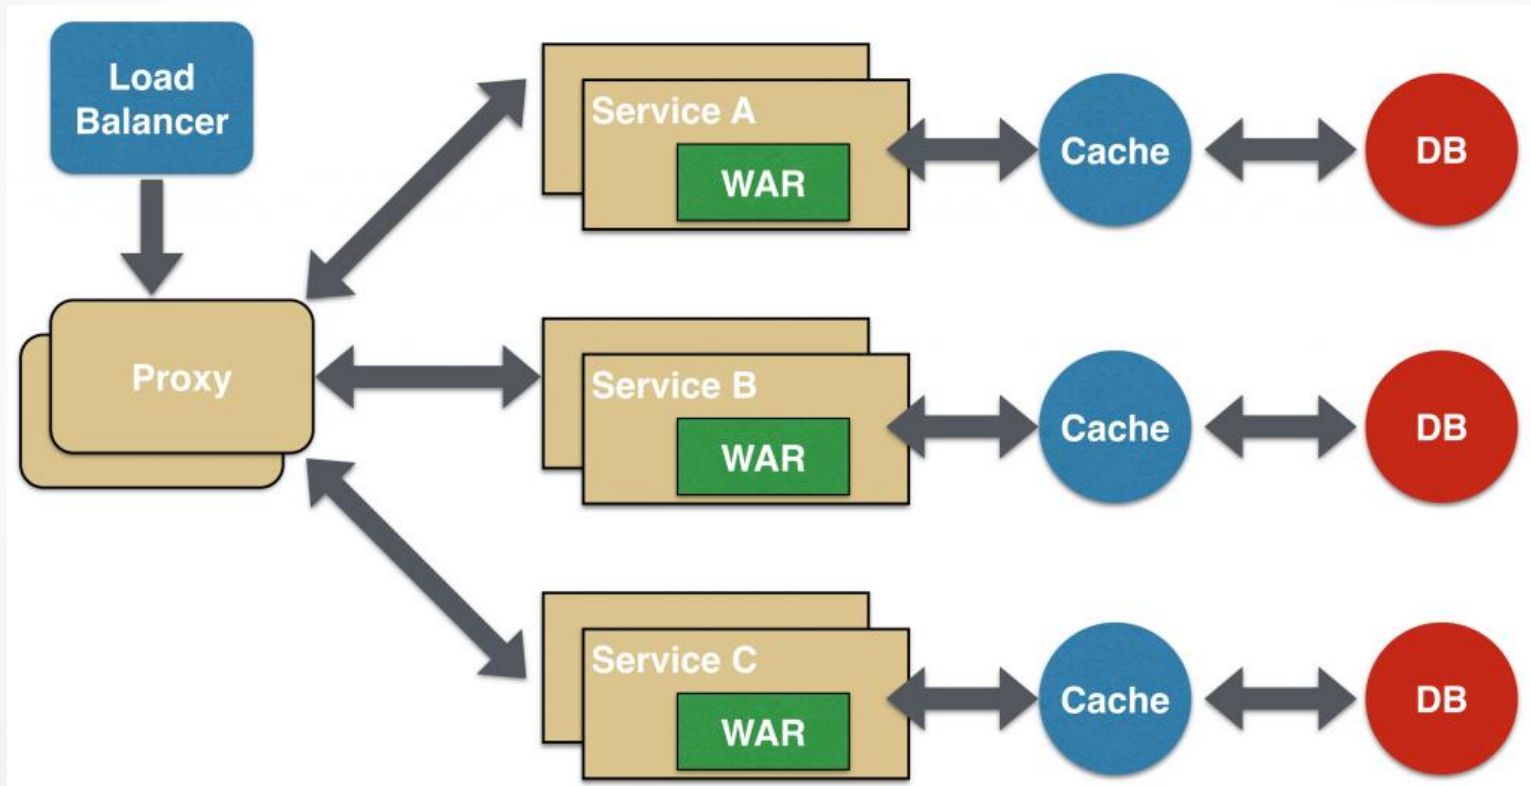 Load
Balancer
Proxy
Service A
WAR
Cache
DB
Service B
WAR
Cache
DB
Service C
WAR
Cache
DB